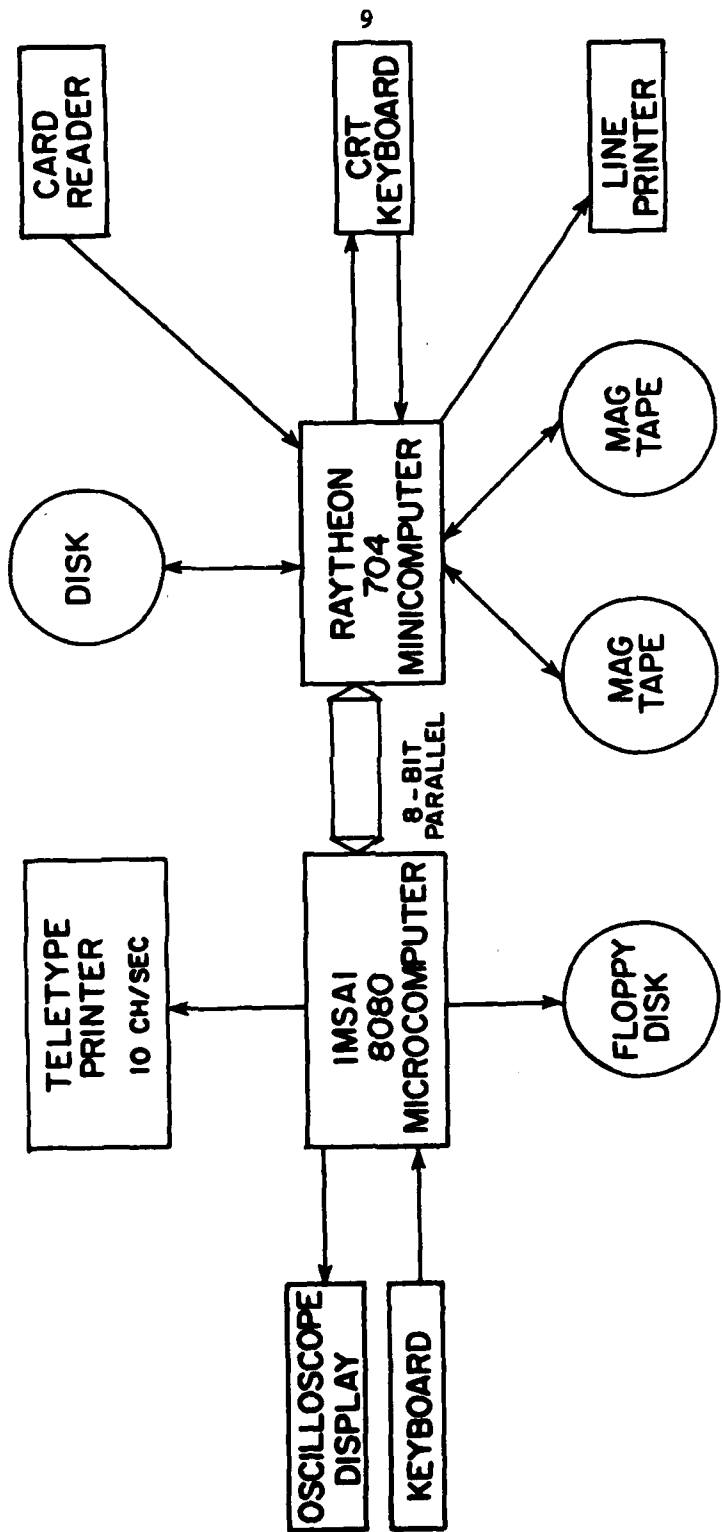 9
CARD
READER
CRT
KEYBOARD
LINE
PRINTER
DISK
RAYTHEON
704
MINICOMPUTER
MAG
TAPE
MAG
TAPE
8-BIT
PARALLEL
TELETYPE
PRINTER
10 CH/SEC
IMSAI
8080
MICROCOMPUTER
FLOPPY
DISK
OSCILLOSCOPE
DISPLAY
KEYBOARD